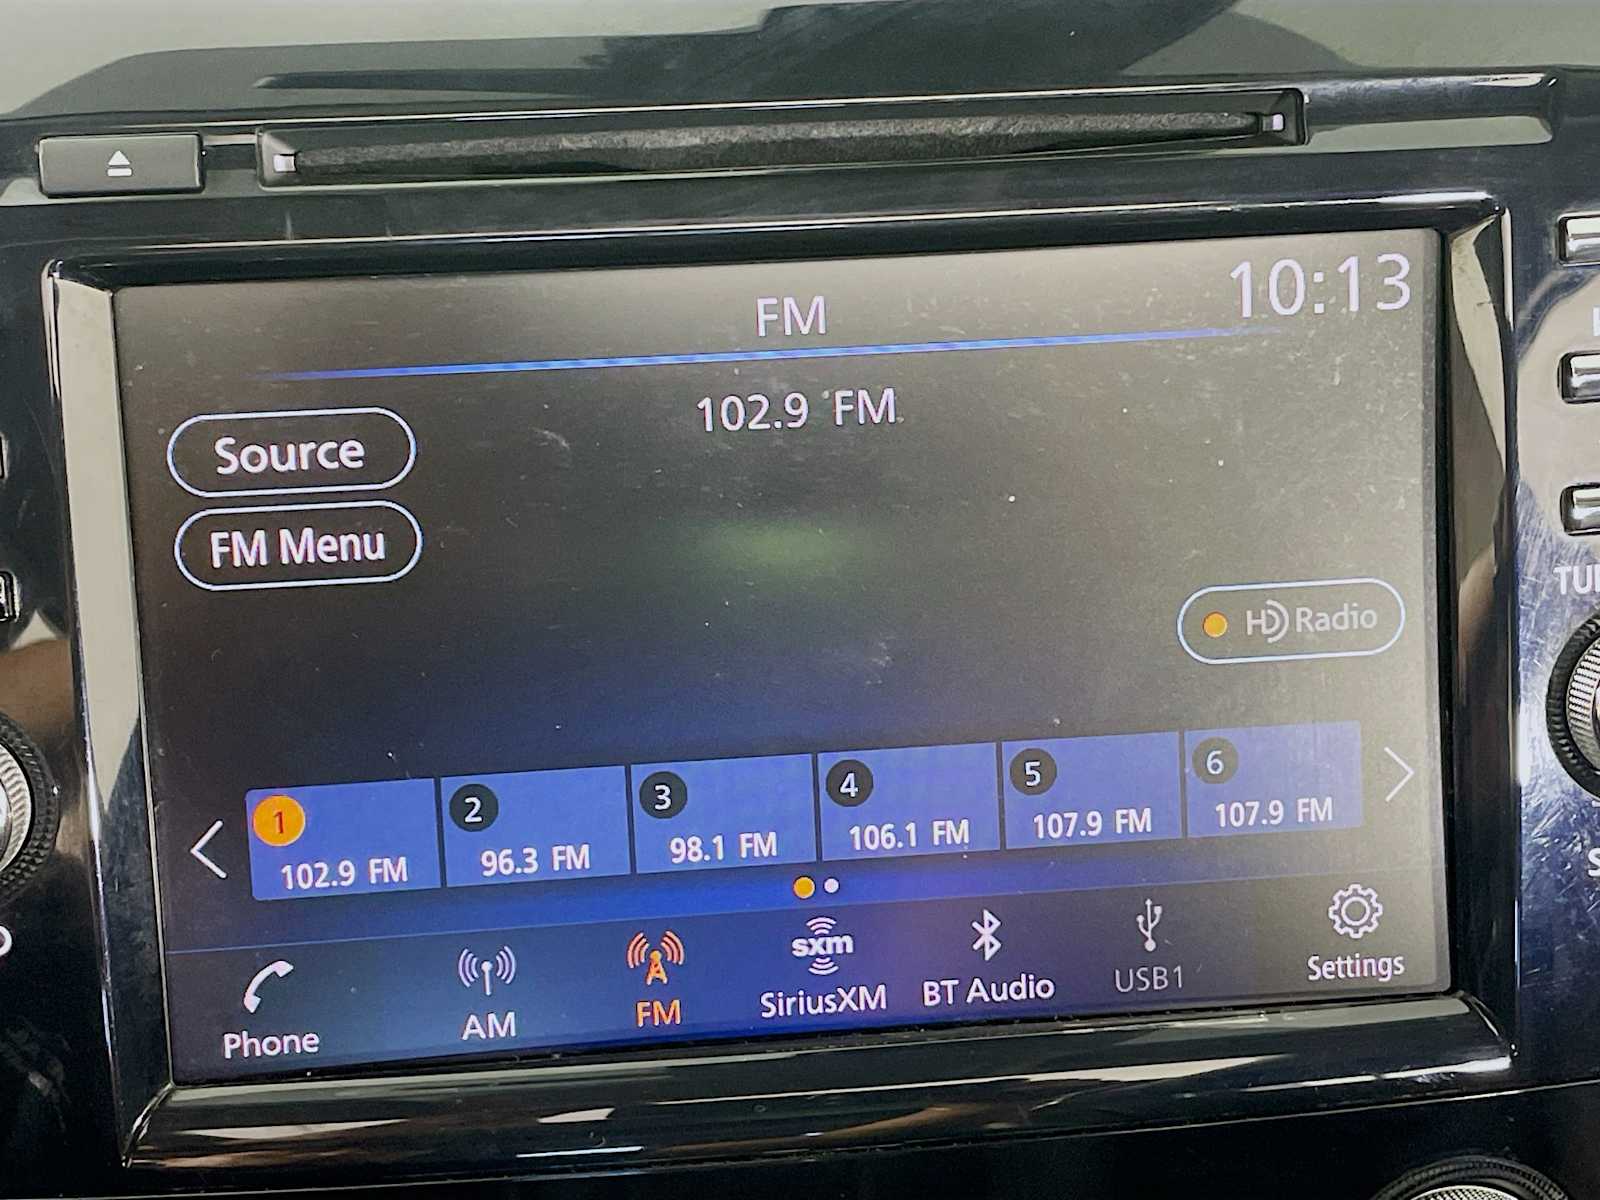 FM
10:13
102.9 FM
Source
FM Menu
HD Radio
1
102.9 FM
2
96.3 FM
3
98.1 FM
4
106.1 FM
5
107.9 FM
6
107.9 FM
Phone
AM
FM
sxm
SiriusXM
BT Audio
USB1
Settings